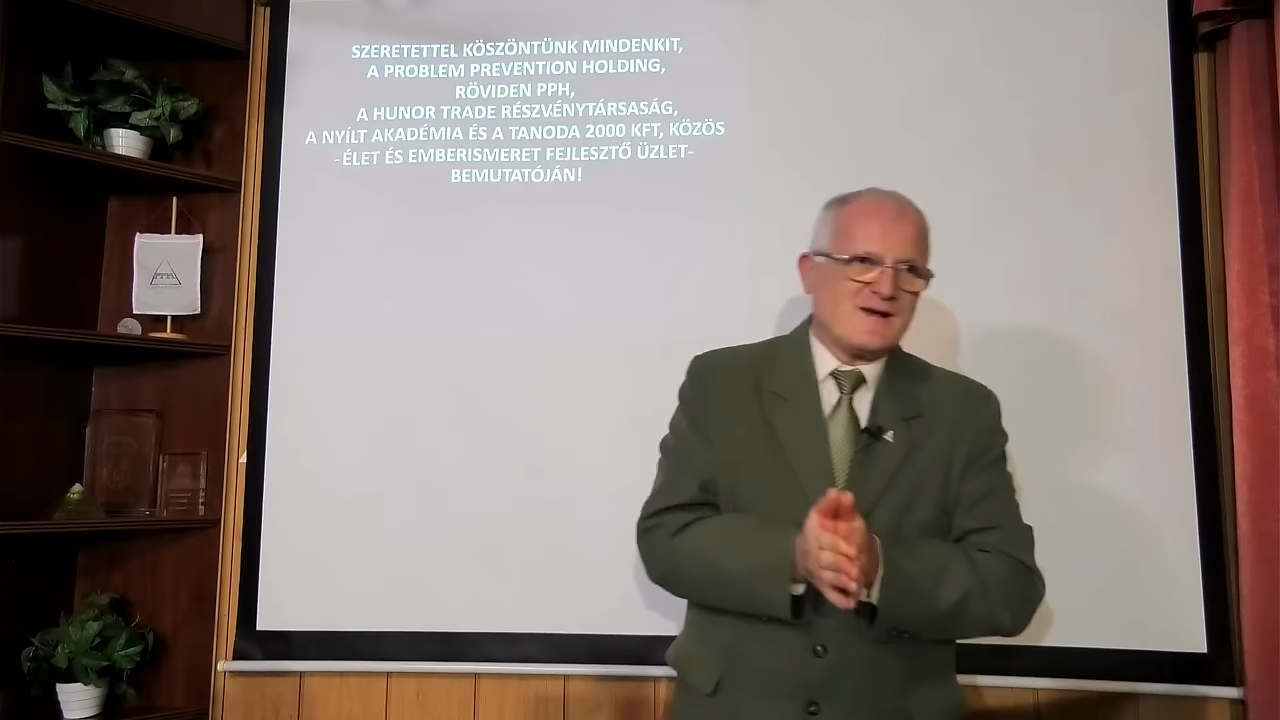 SZERETETTEL KÖSZÖNTÜNK MINDENKIT,
A PROBLEM PREVENTION HOLDING,
RÖVIDEN PPH,
A HUNOR TRADE RÉSZVÉNYTÁRSASÁG,
A NYÍLT AKADÉMIA ÉS A TANODA 2000 KFT, KÖZÖS
-ÉLET ÉS EMBERISMERET FEJLESZTŐ ÜZLET-
BEMUTATÓJÁN!
PPH